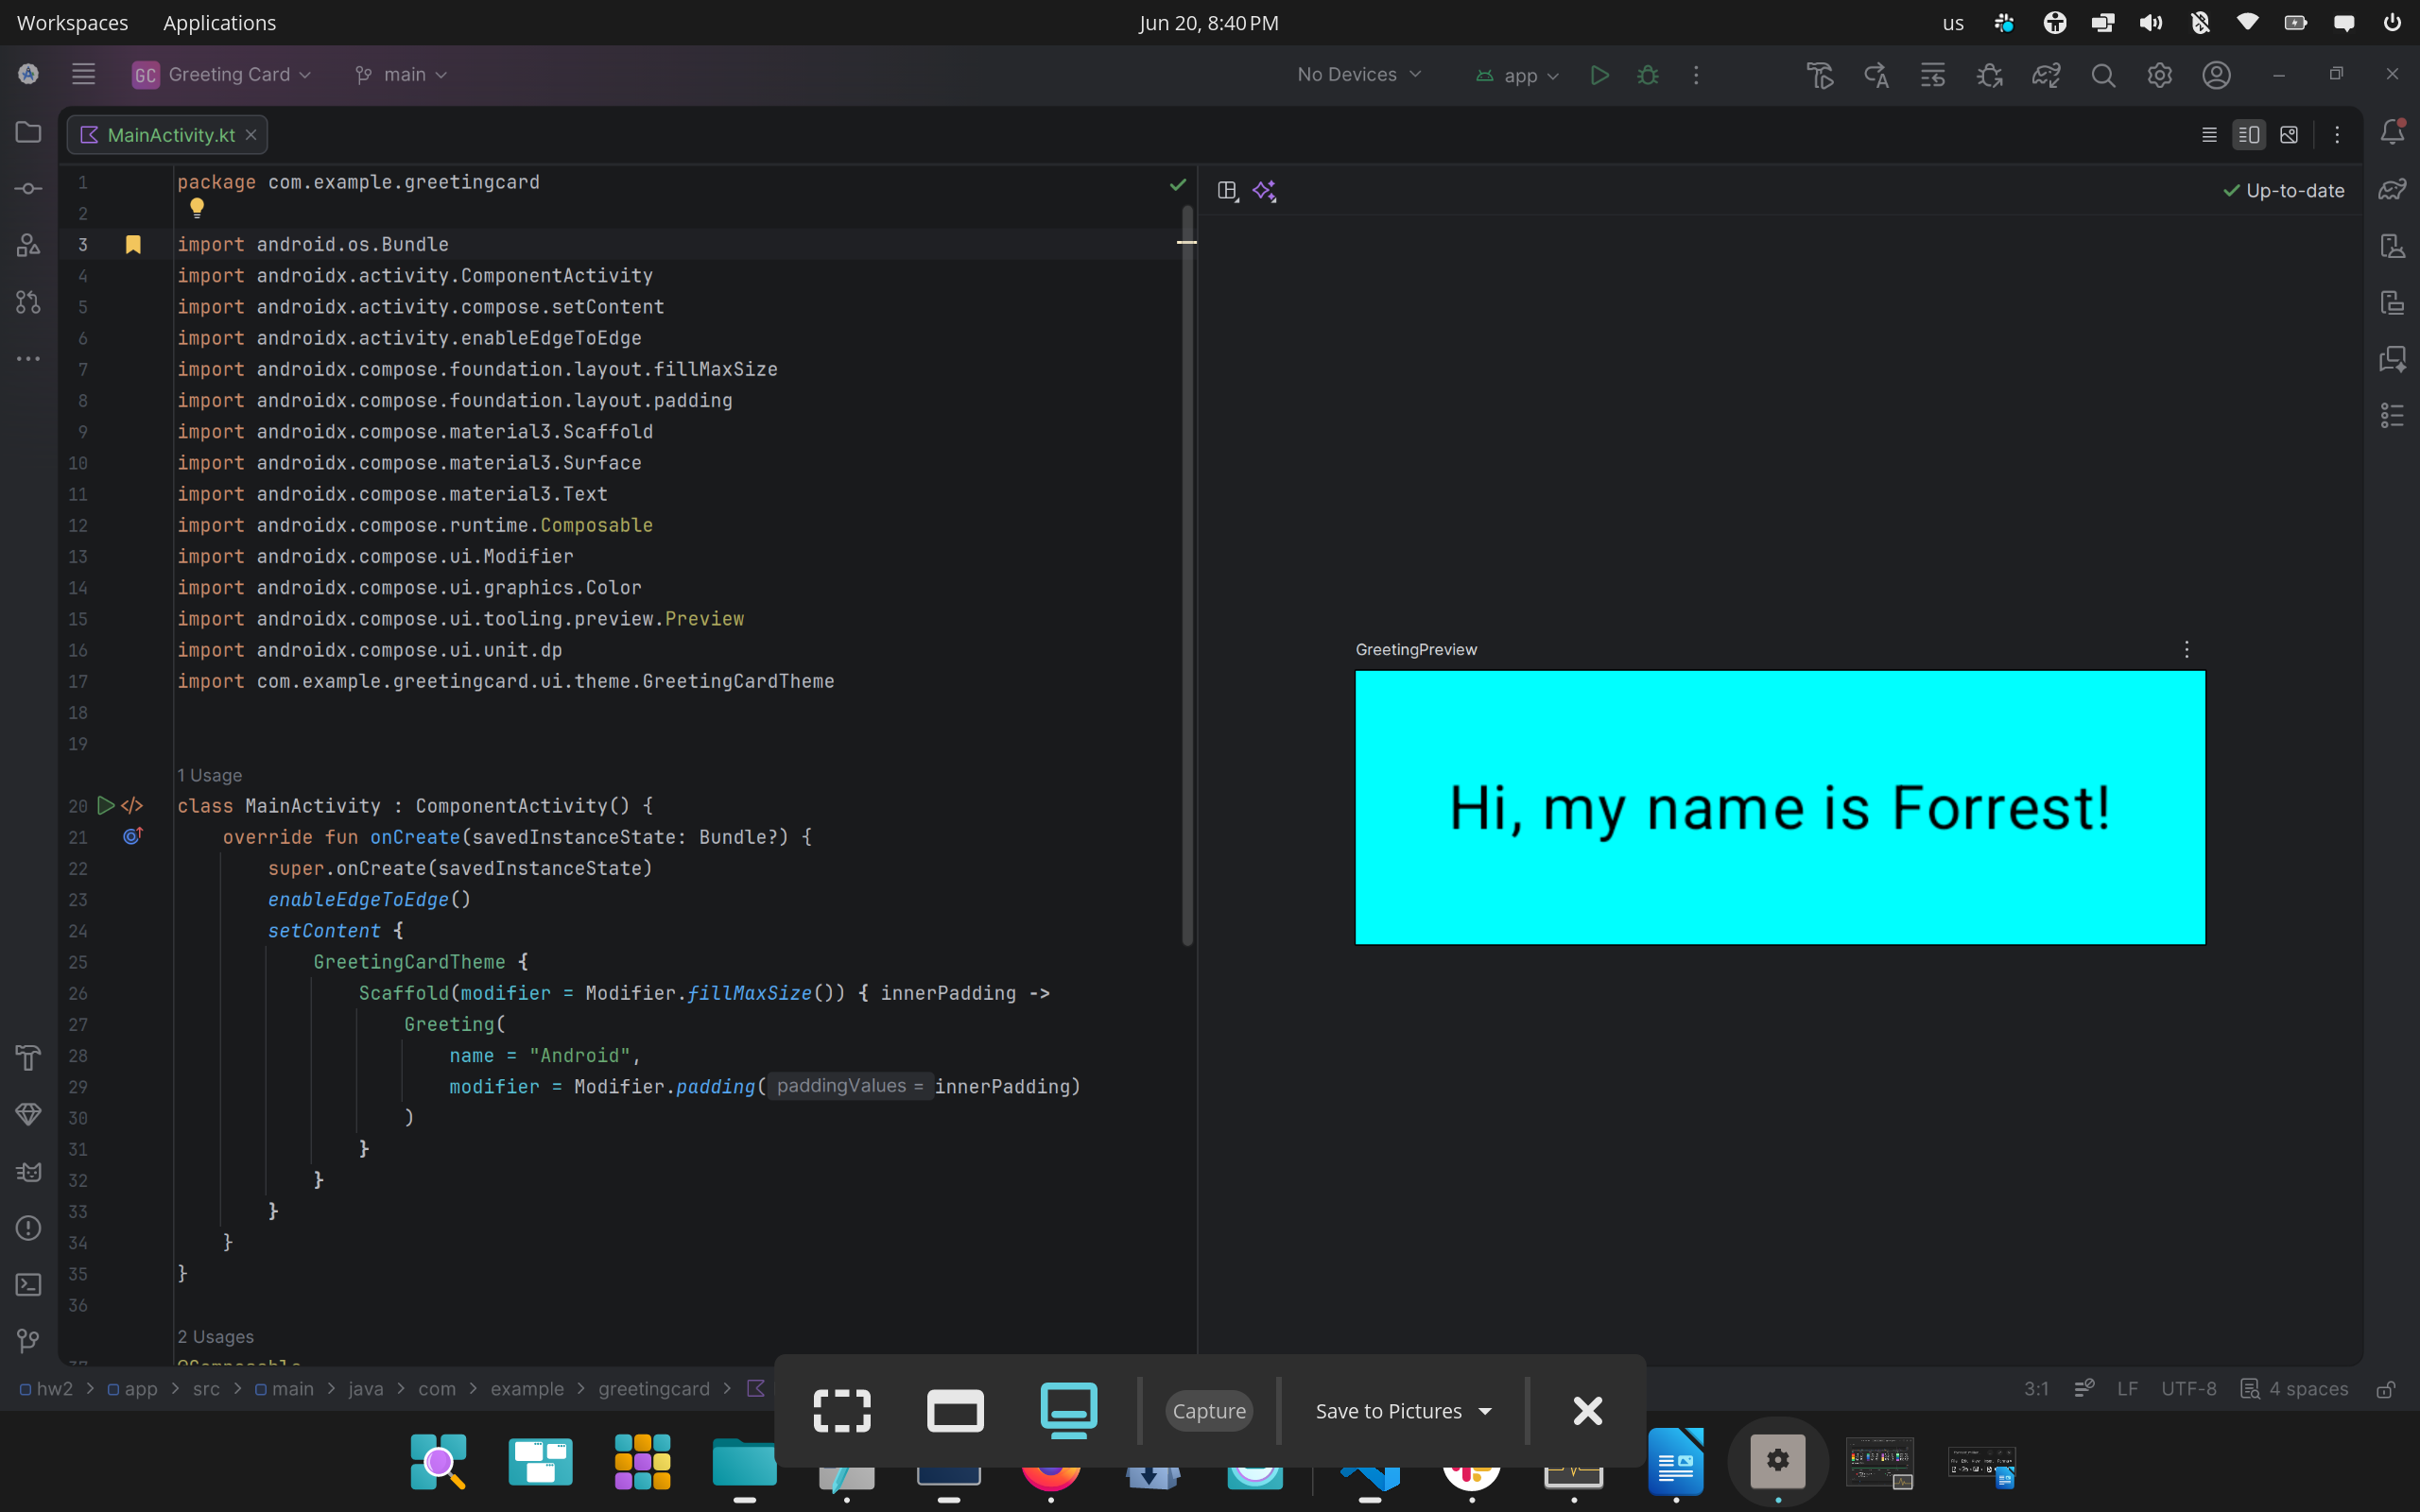 Workspaces Applications Jun 20, 8:40 PM us
GC Greeting Card main No Devices app
MainActivity.kt
1 package com.example.greetingcard
2
3 import android.os.Bundle
4 import androidx.activity.ComponentActivity
5 import androidx.activity.compose.setContent
6 import androidx.activity.enableEdgeToEdge
7 import androidx.compose.foundation.layout.fillMaxSize
8 import androidx.compose.foundation.layout.padding
9 import androidx.compose.material3.Scaffold
10 import androidx.compose.material3.Surface
11 import androidx.compose.material3.Text
12 import androidx.compose.runtime.Composable
13 import androidx.compose.ui.Modifier
14 import androidx.compose.ui.graphics.Color
15 import androidx.compose.ui.tooling.preview.Preview
16 import androidx.compose.ui.unit.dp
17 import com.example.greetingcard.ui.theme.GreetingCardTheme
18
19
1 Usage
20 class MainActivity : ComponentActivity() {
21 override fun onCreate(savedInstanceState: Bundle?) {
22 super.onCreate(savedInstanceState)
23 enableEdgeToEdge()
24 setContent {
25 GreetingCardTheme {
26 Scaffold(modifier = Modifier.fillMaxSize()) { innerPadding ->
27 Greeting(
28 name = "Android",
29 modifier = Modifier.padding( paddingValues = innerPadding)
30 )
31 }
32 }
33 }
34 }
35 }
36
2 Usages
Up-to-date
GreetingPreview
Hi, my name is Forrest!
hw2 > app > src > main > java > com > example > greetingcard >
3:1 LF UTF-8 4 spaces
Capture Save to Pictures